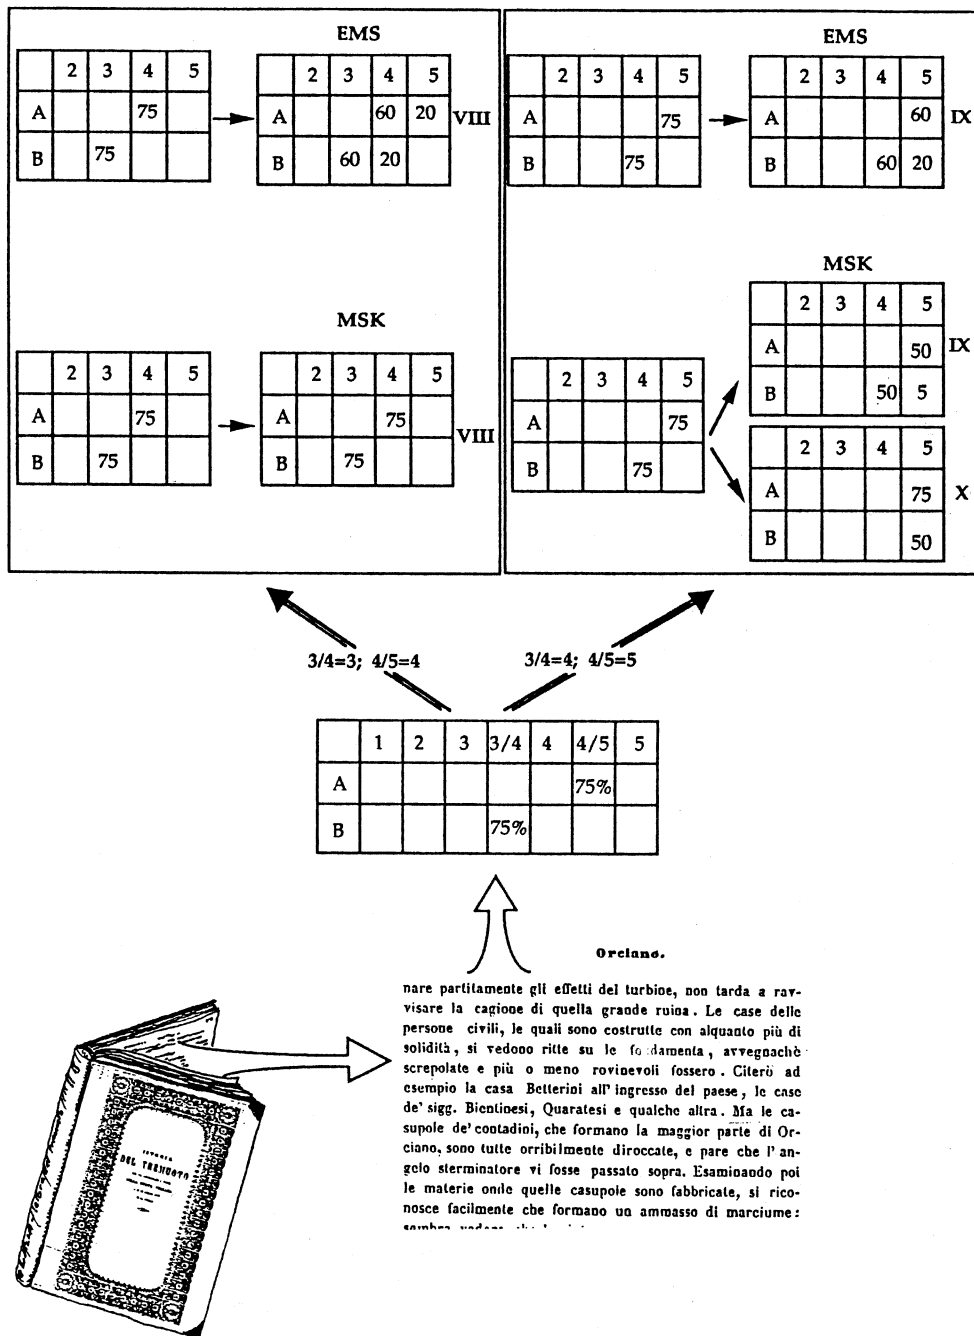 EMS
2 3 4 5
A 75
B 75
2 3 4 5
A 60 20
B 60 20
VIII
MSK
2 3 4 5
A 75
B 75
2 3 4 5
A 75
B 75
VIII
EMS
2 3 4 5
A 75
B 75
2 3 4 5
A 60
B 60 20
IX
MSK
2 3 4 5
A 75
B 75
2 3 4 5
A 50
B 50 5
IX
2 3 4 5
A 75
B 50
X
3/4=3; 4/5=4
3/4=4; 4/5=5
1 2 3 3/4 4 4/5 5
A 75%
B 75%
Orciano.
nare partitamente gli effetti del turbine, non tarda a rav-
visare la cagione di quella grande ruina. Le case delle
persone civili, le quali sono costrutte con alquanto più di
solidità, si vedono ritte su le fo damenta, avvegnachè
screpolate e più o meno rovinevoli fossero. Citerò ad
esempio la casa Betterini all' ingresso del paese, le case
de' sigg. Bientinesi, Quaratesi e qualche altra. Ma le ca-
supole de' contadini, che formano la maggior parte di Or-
ciano, sono tutte orribilmente diroccate, e pare che l' an-
gelo sterminatore vi fosse passato sopra. Esaminando poi
le materie onde quelle casupole sono fabbricate, si rico-
nosce facilmente che formano un ammasso di marciume:
ISTORIA
DEL TREMUOTO